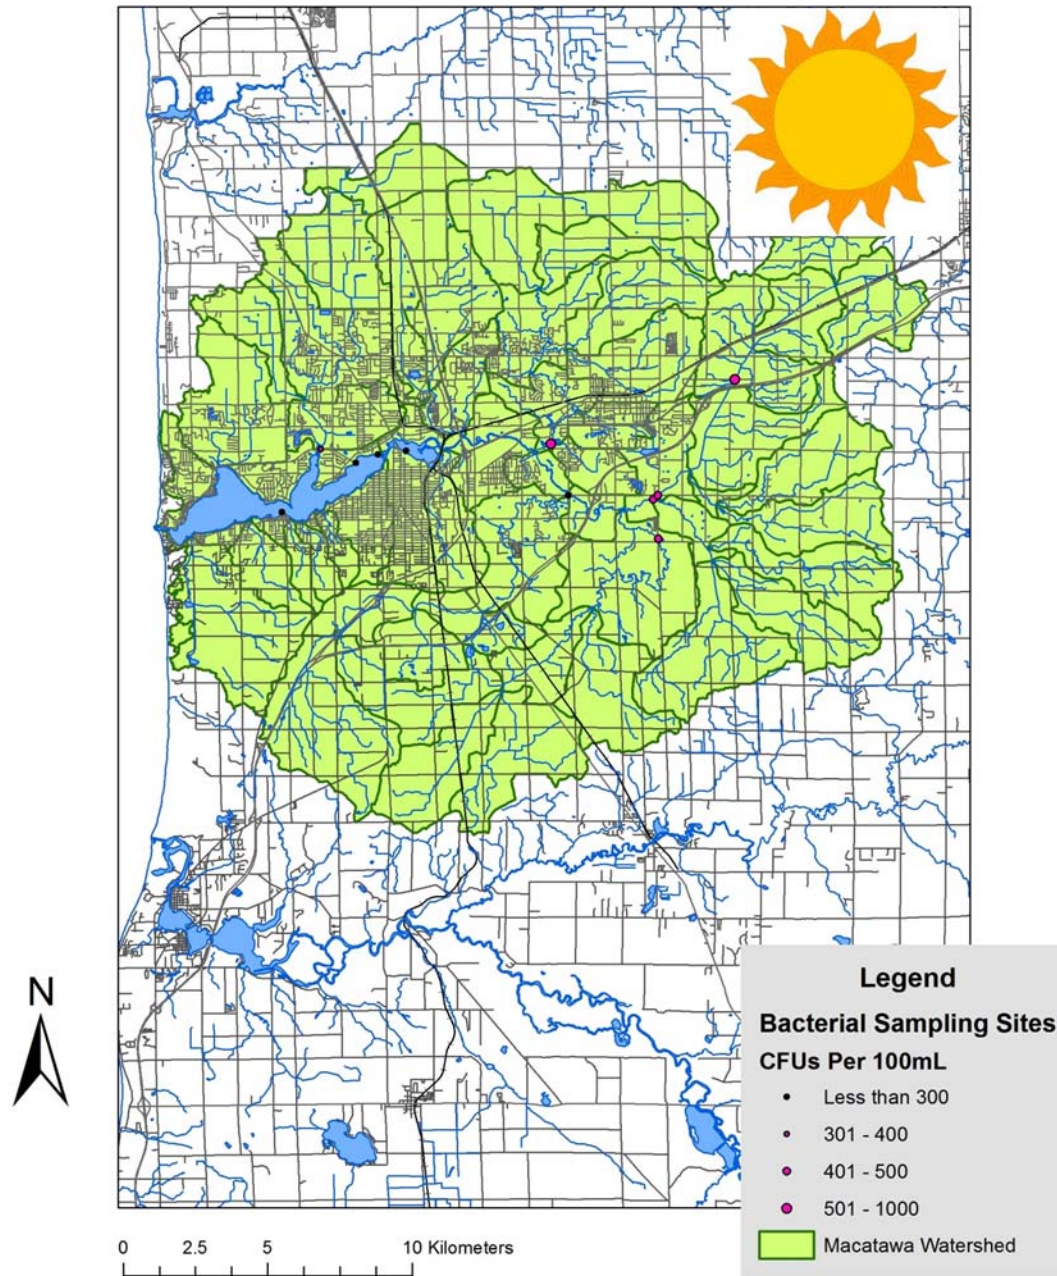 N
0 2.5 5 10 Kilometers
Legend
Bacterial Sampling Sites
CFUs Per 100mL
Less than 300
301 - 400
401 - 500
501 - 1000
Macatawa Watershed